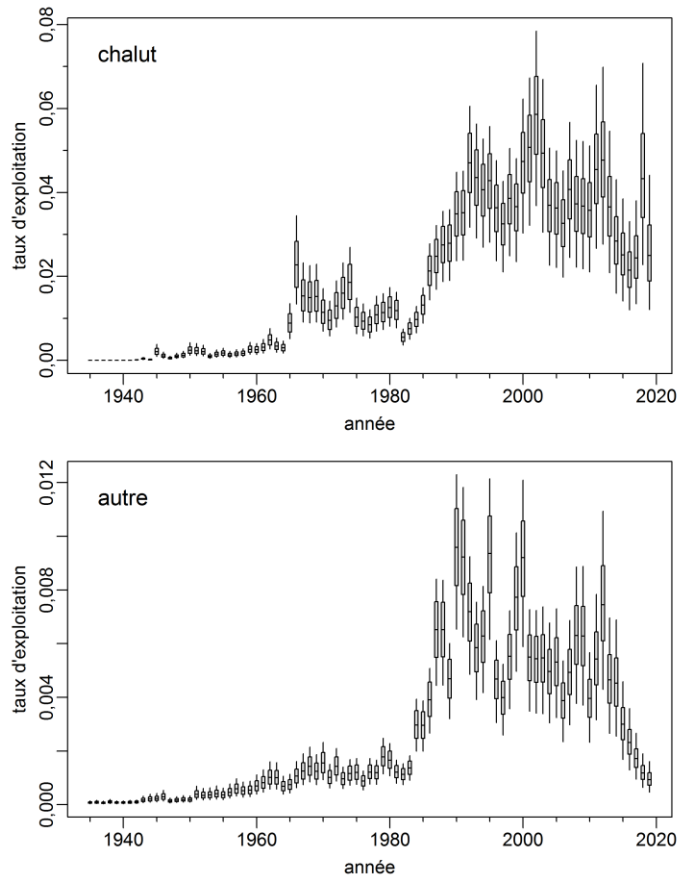 chalut
taux d'exploitation
0,08
0,06
0,04
0,02
0,00
1940 1960 1980 2000 2020
année
autre
taux d'exploitation
0,012
0,008
0,004
0,000
1940 1960 1980 2000 2020
année